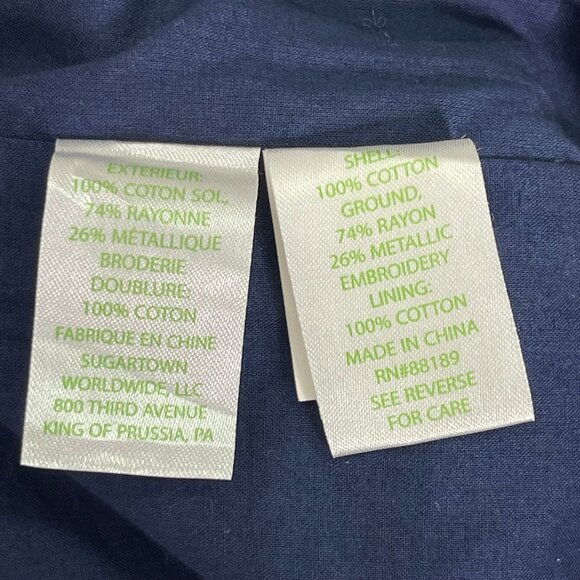 EXTERIEUR:
100% COTON SOL,
74% RAYONNE
26% MÉTALLIQUE
BRODERIE
DOUBLURE:
100% COTON
FABRIQUE EN CHINE
SUGARTOWN
WORLDWIDE, LLC
800 THIRD AVENUE
KING OF PRUSSIA, PA
SHELL:
100% COTTON
GROUND,
74% RAYON
26% METALLIC
EMBROIDERY
LINING:
100% COTTON
MADE IN CHINA
RN#88189
SEE REVERSE
FOR CARE